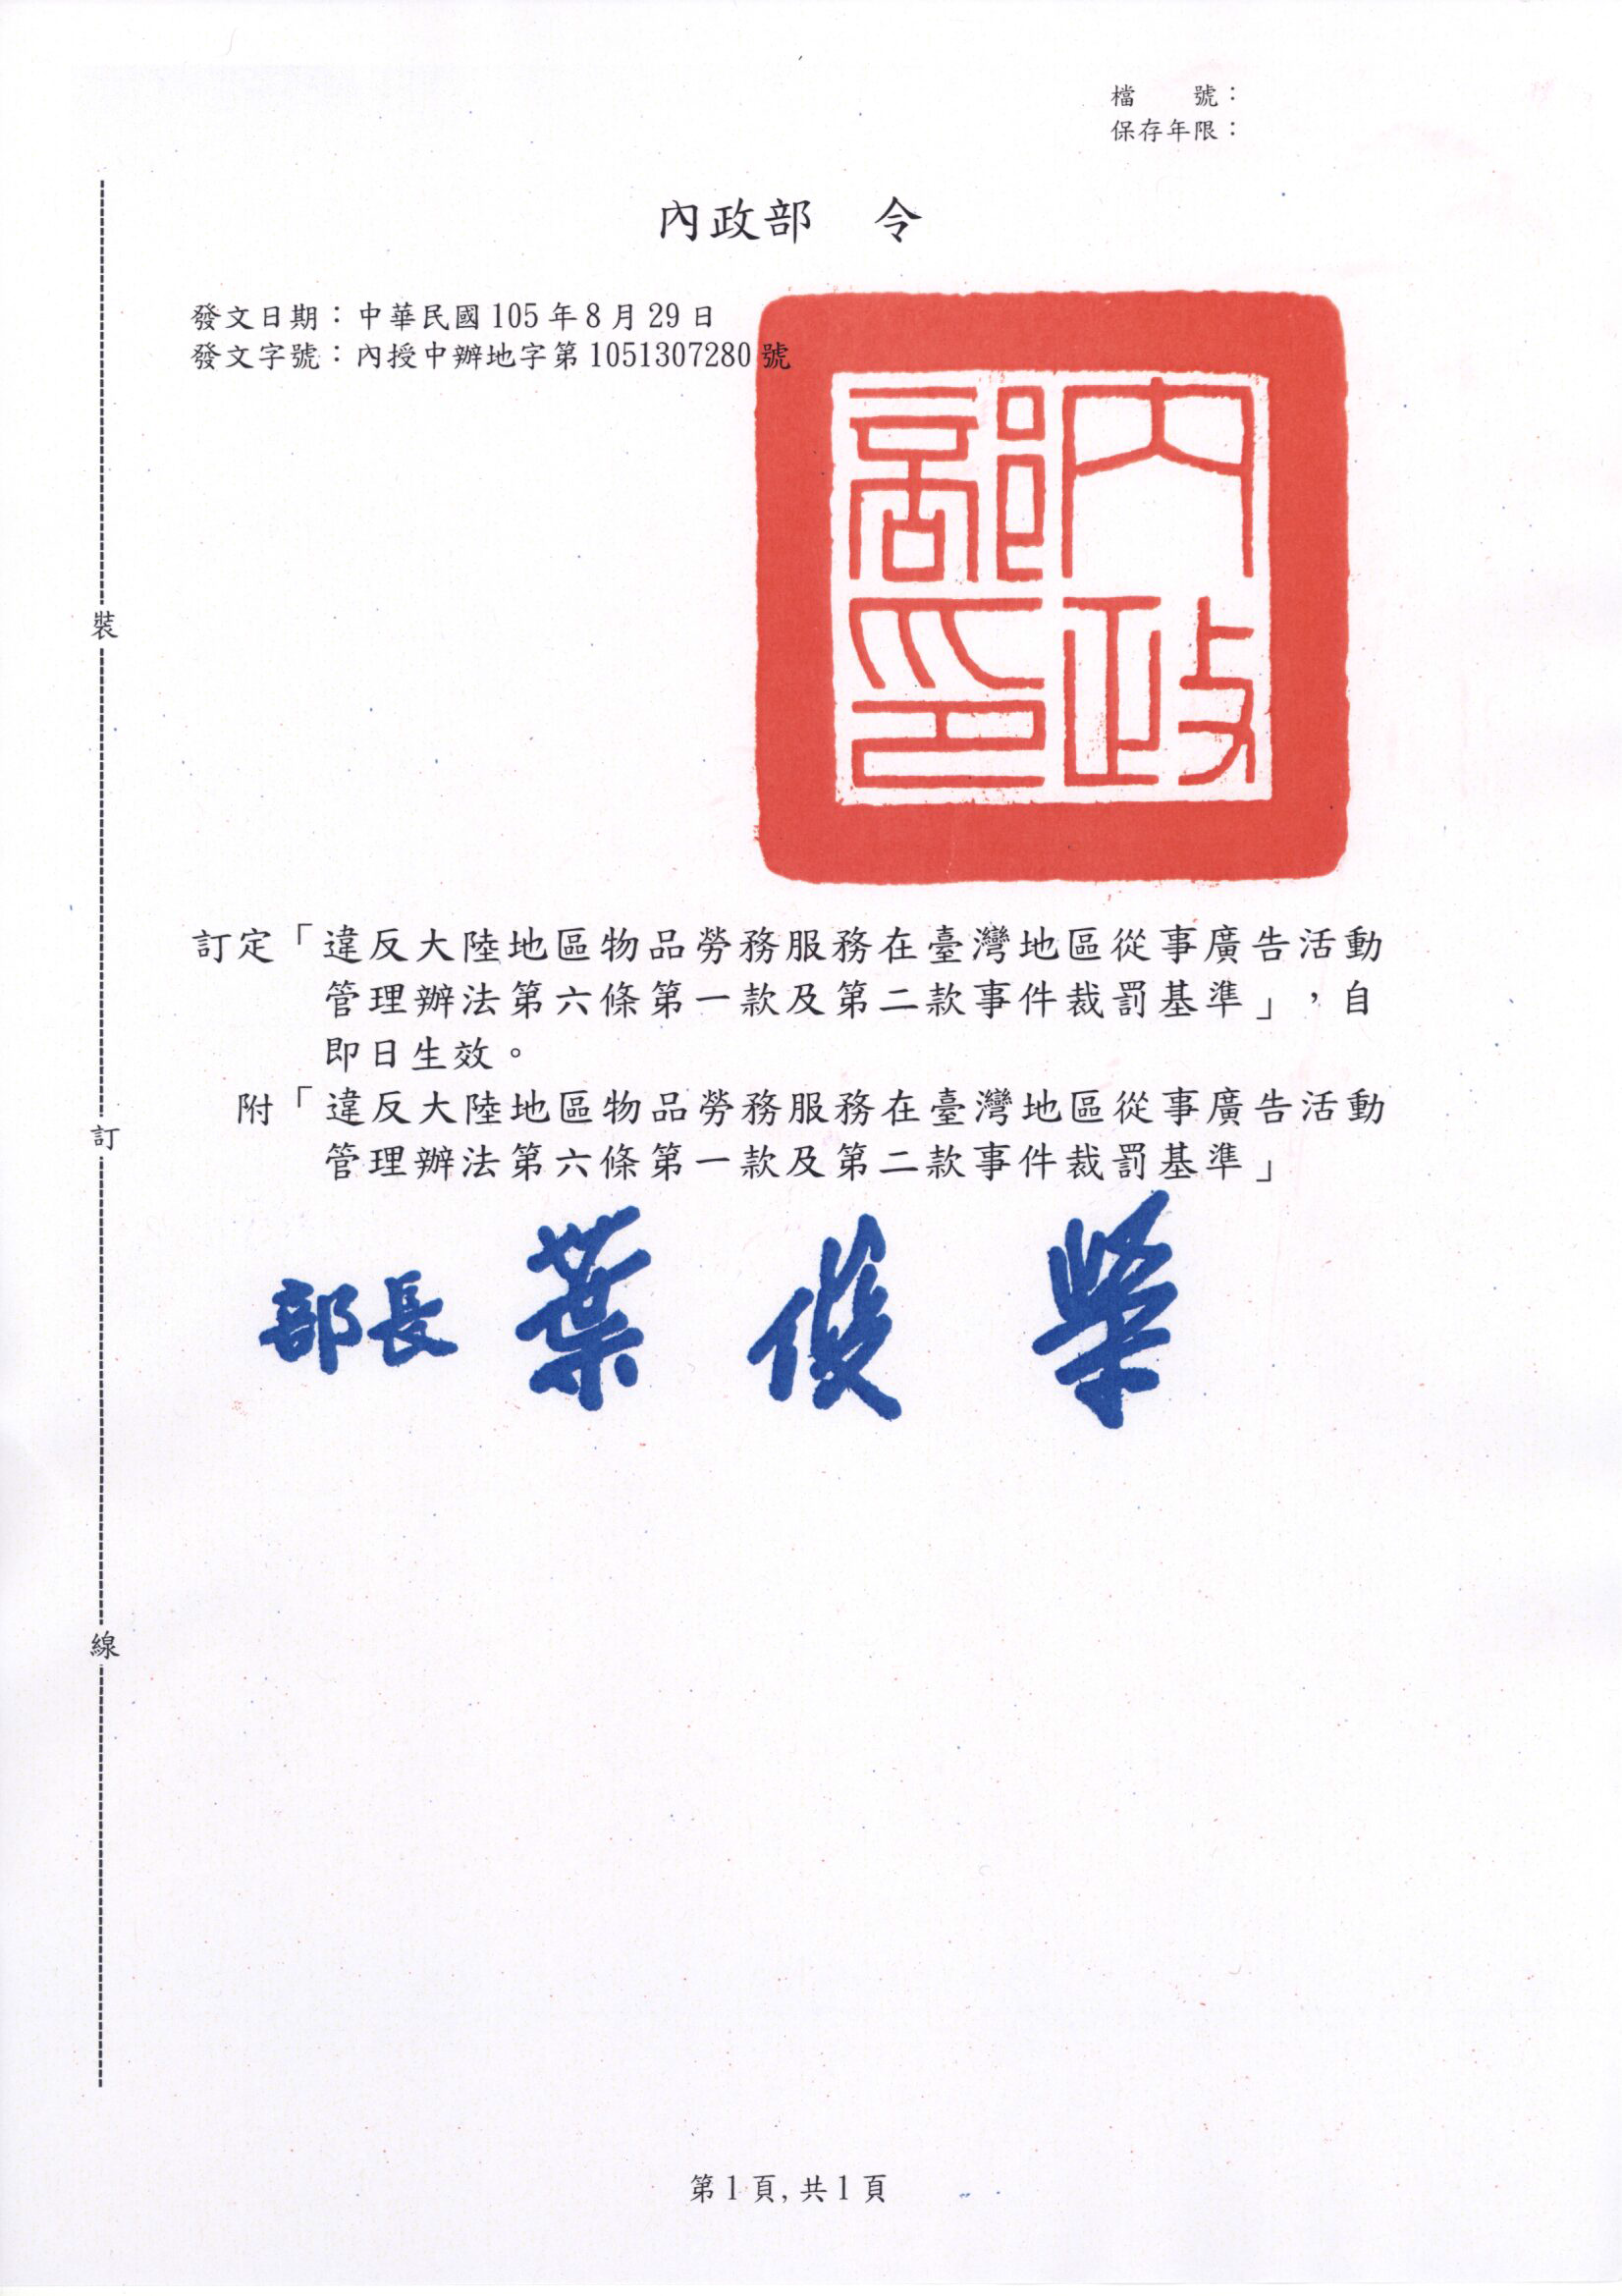 檔　　號：
保存年限：
內政部　令
發文日期：中華民國105年8月29日
發文字號：內授中辦地字第1051307280號
內政部印
訂定「違反大陸地區物品勞務服務在臺灣地區從事廣告活動
管理辦法第六條第一款及第二款事件裁罰基準」，自
即日生效。
附「違反大陸地區物品勞務服務在臺灣地區從事廣告活動
管理辦法第六條第一款及第二款事件裁罰基準」
部長 葉俊榮
裝
訂
線
第1頁,共1頁